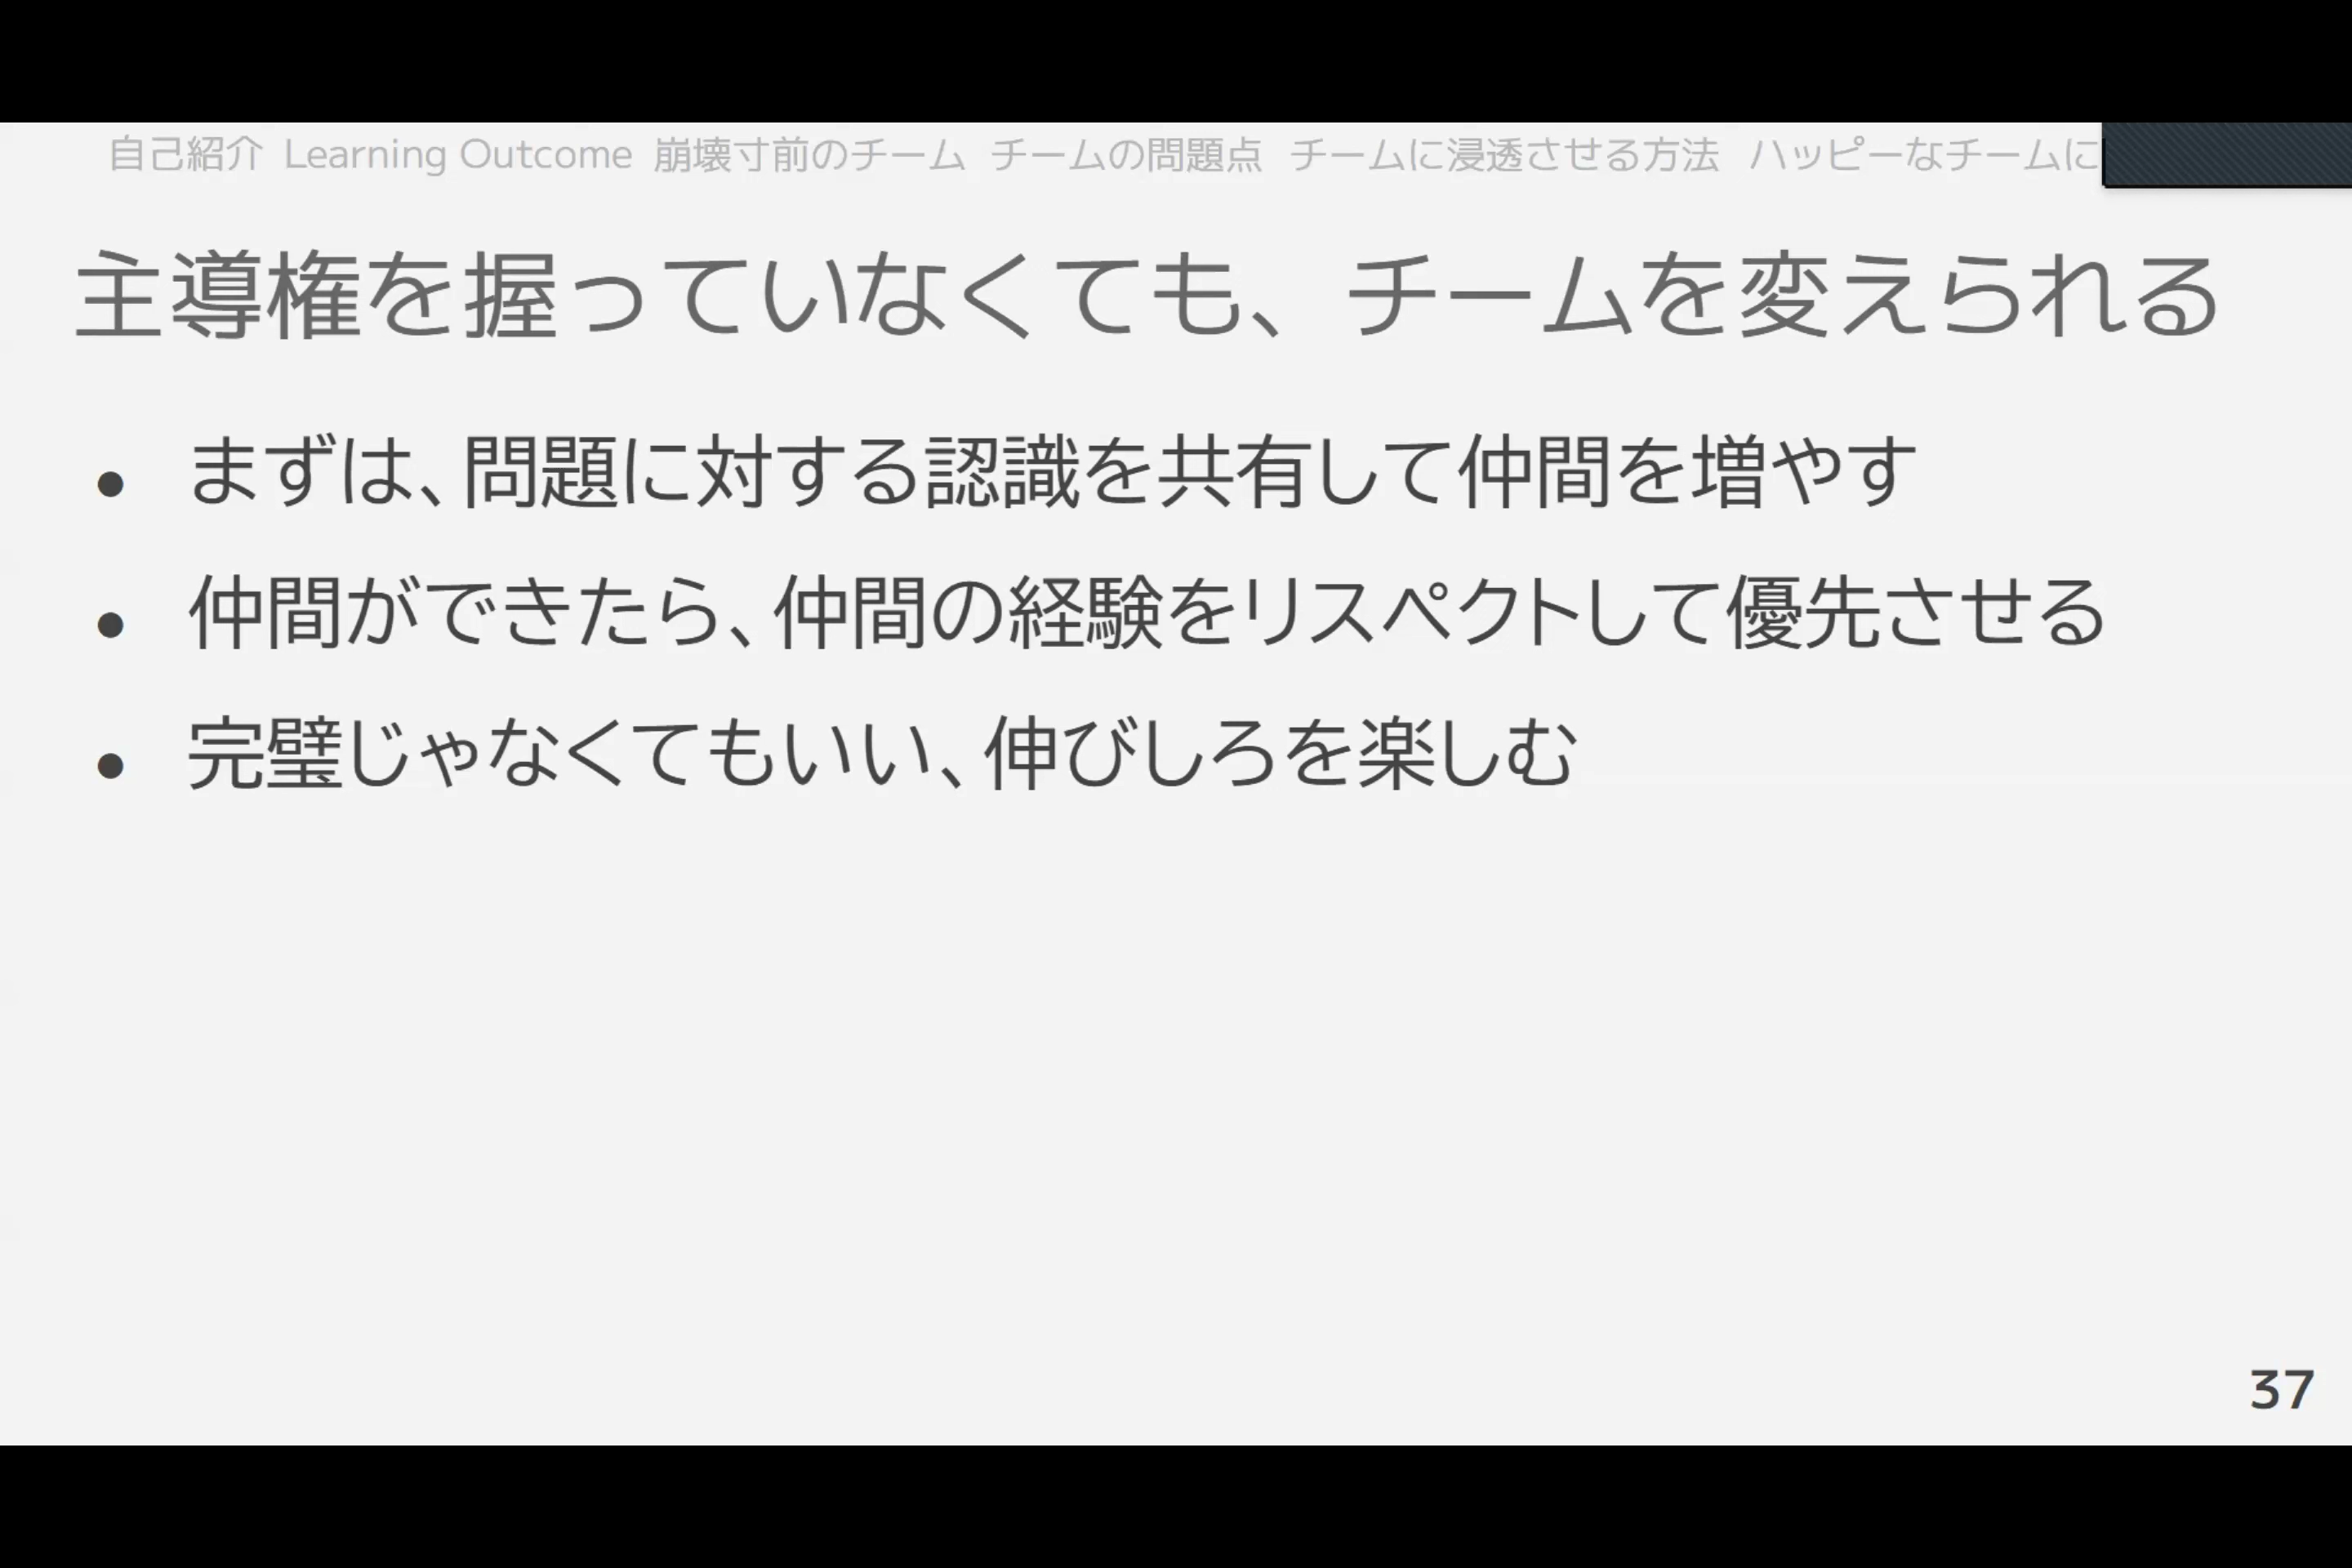 自己紹介 Learning Outcome 崩壊寸前のチーム チームの問題点 チームに浸透させる方法 ハッピーなチームに
主導権を握っていなくても、チームを変えられる
● まずは、問題に対する認識を共有して仲間を増やす
● 仲間ができたら、仲間の経験をリスペクトして優先させる
● 完璧じゃなくてもいい、伸びしろを楽しむ
37